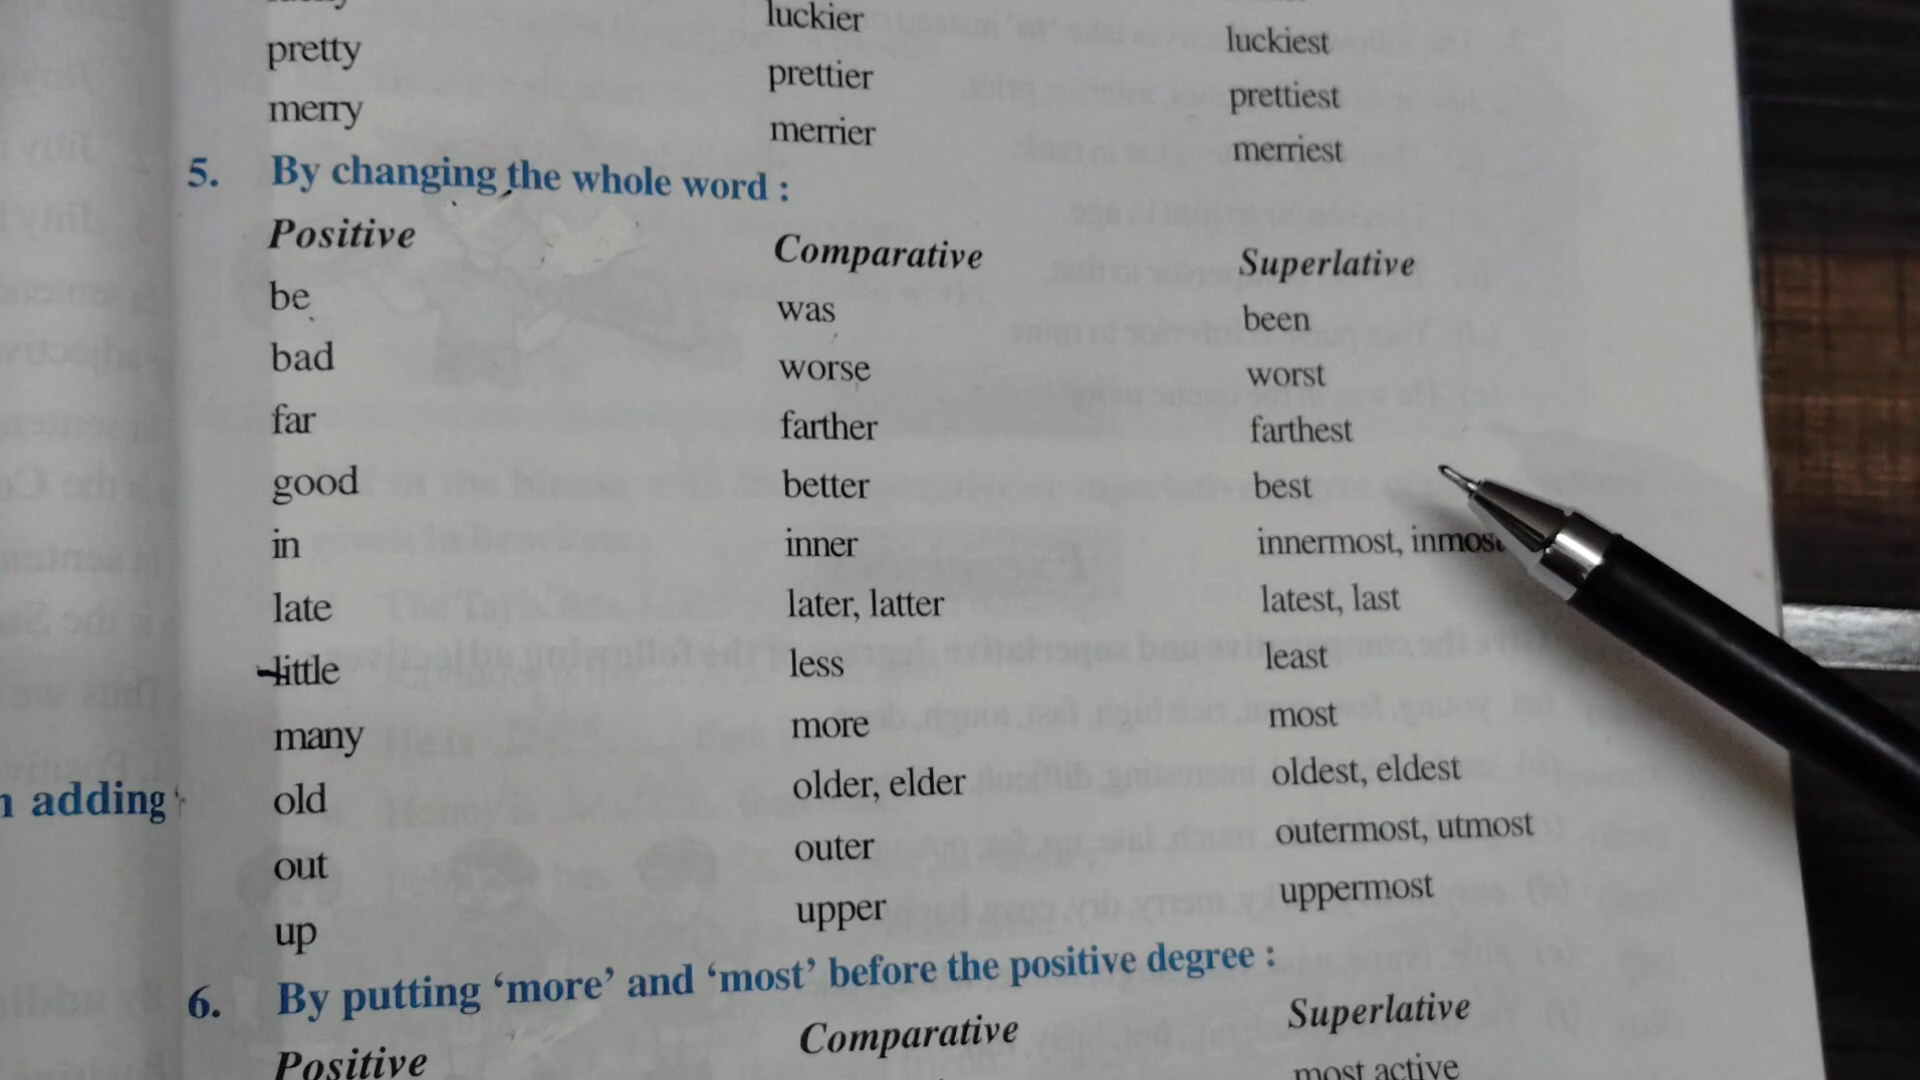 luckier
luckiest
pretty prettier prettiest
merry merrier merriest
5. By changing the whole word :
Positive Comparative Superlative
be was been
bad worse worst
far farther farthest
good better best
in inner innermost, inmost
late later, latter latest, last
little less least
many more most
old older, elder oldest, eldest
out outer outermost, utmost
up upper uppermost
6. By putting ‘more’ and ‘most’ before the positive degree :
Positive Comparative Superlative
most active
adding